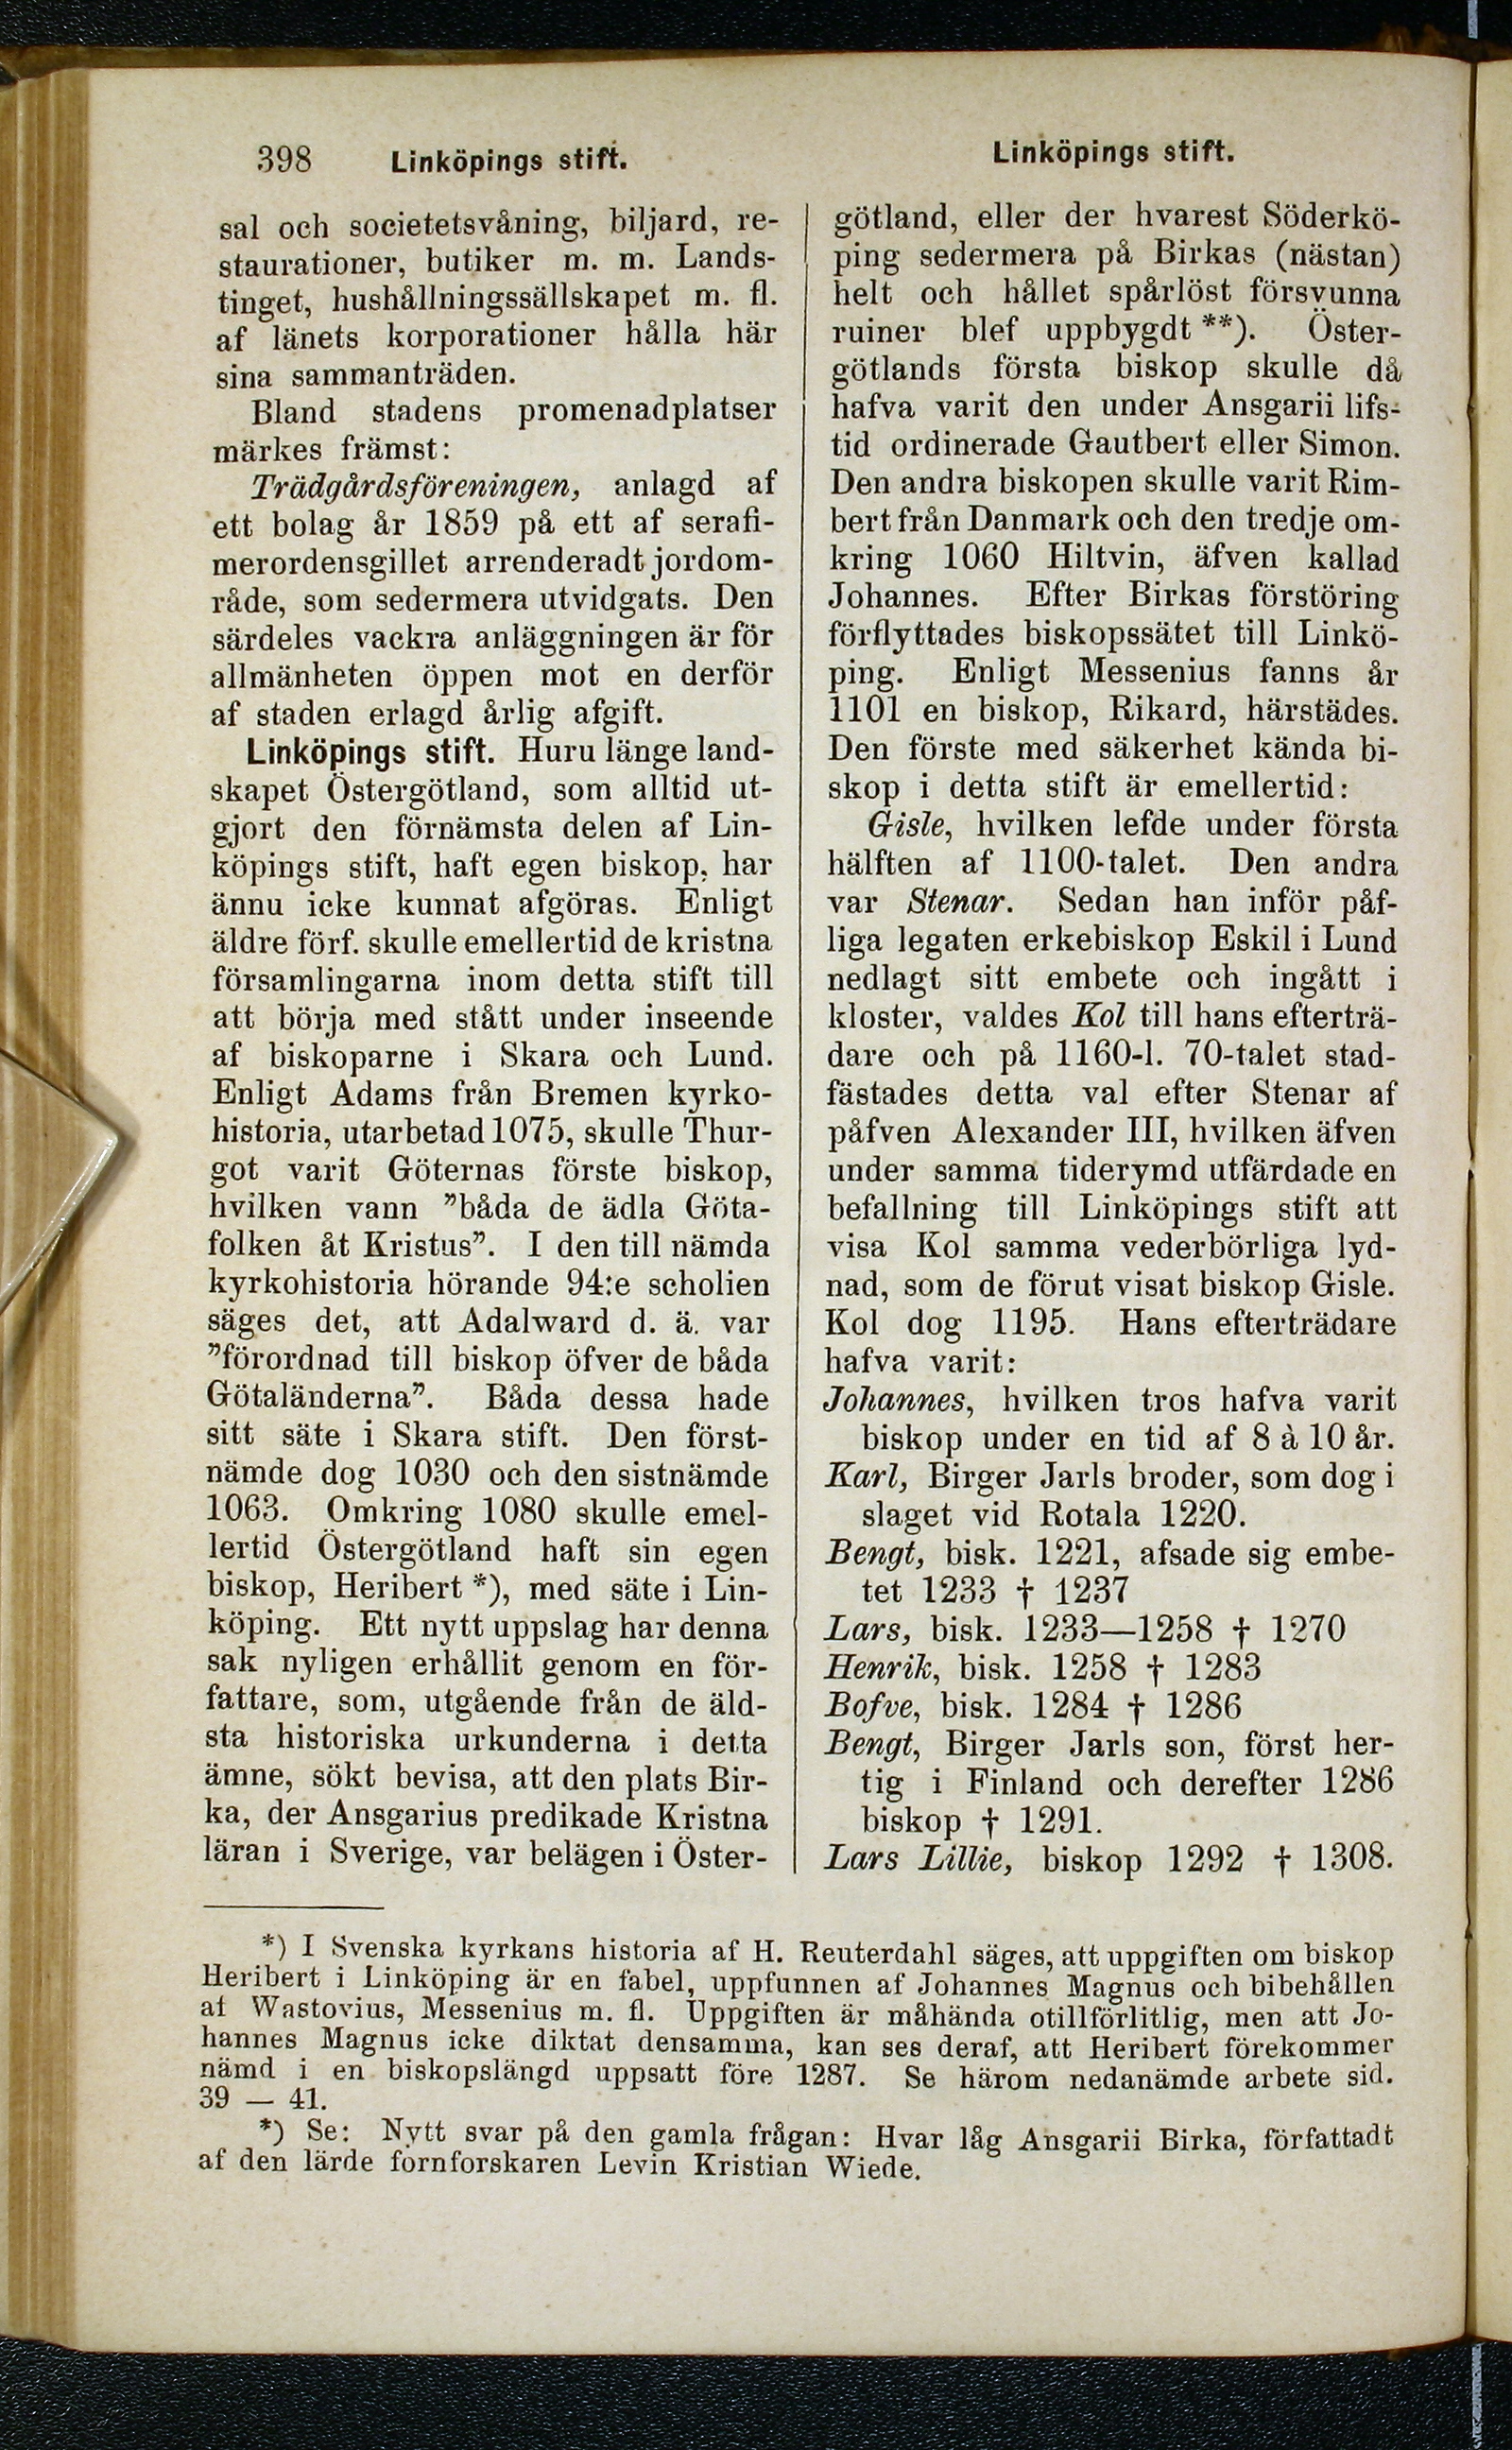 398 Linköpings stift.
sal och societetsvåning, biljard, re-
staurationer, butiker m. m. Lands-
tinget, hushållningssällskapet m. fl.
af länets korporationer hålla här
sina sammanträden.
Bland stadens promenadplatser
märkes främst:
Trädgårdsföreningen, anlagd af
ett bolag år 1859 på ett af serafi-
merordensgillet arrenderadt jordom-
råde, som sedermera utvidgats. Den
särdeles vackra anläggningen är för
allmänheten öppen mot en derför
af staden erlagd årlig afgift.
Linköpings stift. Huru länge land-
skapet Östergötland, som alltid ut-
gjort den förnämsta delen af Lin-
köpings stift, haft egen biskop, har
ännu icke kunnat afgöras. Enligt
äldre förf. skulle emellertid de kristna
församlingarna inom detta stift till
att börja med stått under inseende
af biskoparne i Skara och Lund.
Enligt Adams från Bremen kyrko-
historia, utarbetad 1075, skulle Thur-
got varit Göternas förste biskop,
hvilken vann ”båda de ädla Göta-
folken åt Kristus”. I den till nämda
kyrkohistoria hörande 94:e scholien
säges det, att Adalward d. ä. var
”förordnad till biskop öfver de båda
Götaländerna”. Båda dessa hade
sitt säte i Skara stift. Den först-
nämde dog 1030 och den sistnämde
1063. Omkring 1080 skulle emel-
lertid Östergötland haft sin egen
biskop, Heribert *), med säte i Lin-
köping. Ett nytt uppslag har denna
sak nyligen erhållit genom en för-
fattare, som, utgående från de äld-
sta historiska urkunderna i detta
ämne, sökt bevisa, att den plats Bir-
ka, der Ansgarius predikade Kristna
läran i Sverige, var belägen i Öster-
Linköpings stift.
götland, eller der hvarest Söderkö-
ping sedermera på Birkas (nästan)
helt och hållet spårlöst försvunna
ruiner blef uppbygdt **). Öster-
götlands första biskop skulle då
hafva varit den under Ansgarii lifs-
tid ordinerade Gautbert eller Simon.
Den andra biskopen skulle varit Rim-
bert från Danmark och den tredje om-
kring 1060 Hiltvin, äfven kallad
Johannes. Efter Birkas förstöring
förflyttades biskopssätet till Linkö-
ping. Enligt Messenius fanns år
1101 en biskop, Rikard, härstädes.
Den förste med säkerhet kända bi-
skop i detta stift är emellertid:
Gisle, hvilken lefde under första
hälften af 1100-talet. Den andra
var Stenar. Sedan han inför påf-
liga legaten erkebiskop Eskil i Lund
nedlagt sitt embete och ingått i
kloster, valdes Kol till hans efterträ-
dare och på 1160-l. 70-talet stad-
fästades detta val efter Stenar af
påfven Alexander III, hvilken äfven
under samma tiderymd utfärdade en
befallning till Linköpings stift att
visa Kol samma vederbörliga lyd-
nad, som de förut visat biskop Gisle.
Kol dog 1195. Hans efterträdare
hafva varit:
Johannes, hvilken tros hafva varit
biskop under en tid af 8 à 10 år.
Karl, Birger Jarls broder, som dog i
slaget vid Rotala 1220.
Bengt, bisk. 1221, afsade sig embe-
tet 1233 † 1237
Lars, bisk. 1233—1258 † 1270
Henrik, bisk. 1258 † 1283
Bofve, bisk. 1284 † 1286
Bengt, Birger Jarls son, först her-
tig i Finland och derefter 1286
biskop † 1291.
Lars Lillie, biskop 1292 † 1308.
*) I Svenska kyrkans historia af H. Reuterdahl säges, att uppgiften om biskop
Heribert i Linköping är en fabel, uppfunnen af Johannes Magnus och bibehållen
af Wastovius, Messenius m. fl. Uppgiften är måhända otillförlitlig, men att Jo-
hannes Magnus icke diktat densamma, kan ses deraf, att Heribert förekommer
nämd i en biskopslängd uppsatt före 1287. Se härom nedanämde arbete sid.
39 — 41.
*) Se: Nytt svar på den gamla frågan: Hvar låg Ansgarii Birka, författadt
af den lärde fornforskaren Levin Kristian Wiede.